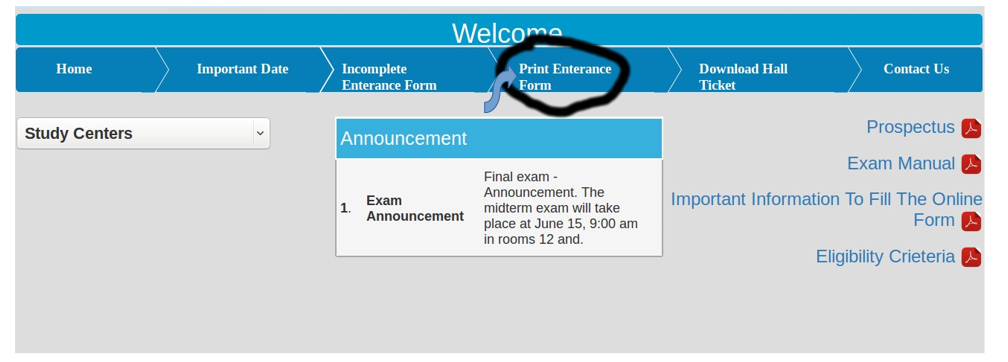 Welcome
Home
Important Date
Incomplete
Enterance Form
Print Enterance
Form
Download Hall
Ticket
Contact Us
Study Centers
Announcement
1. Exam
Announcement
Final exam -
Announcement. The
midterm exam will take
place at June 15, 9:00 am
in rooms 12 and.
Prospectus
Exam Manual
Important Information To Fill The Online
Form
Eligibility Crieteria